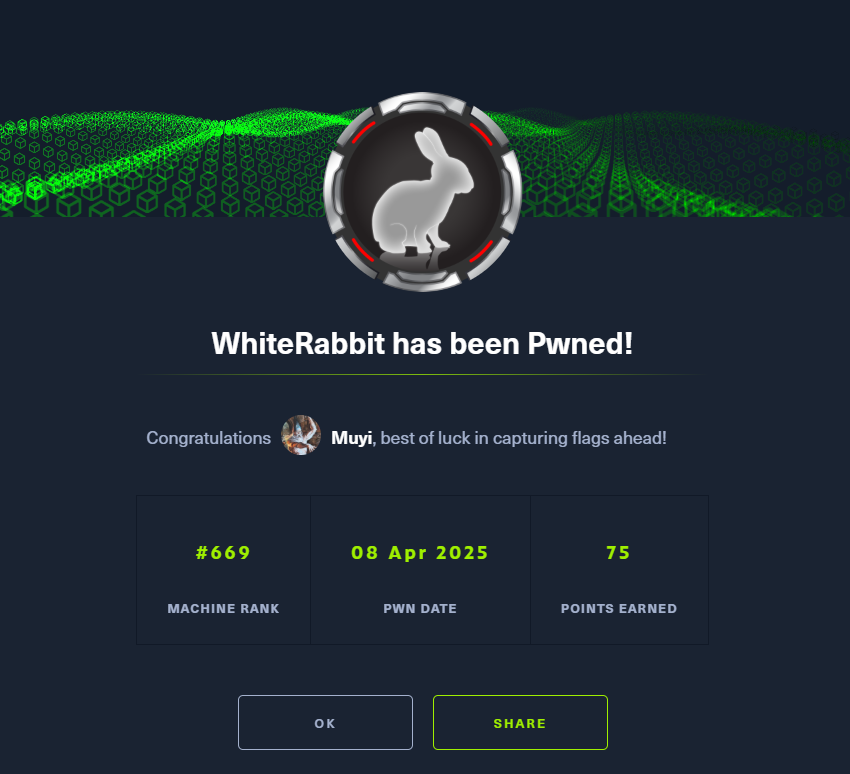 WhiteRabbit has been Pwned!
Congratulations Muyi, best of luck in capturing flags ahead!
#669 08 Apr 2025 75
MACHINE RANK PWN DATE POINTS EARNED
OK SHARE